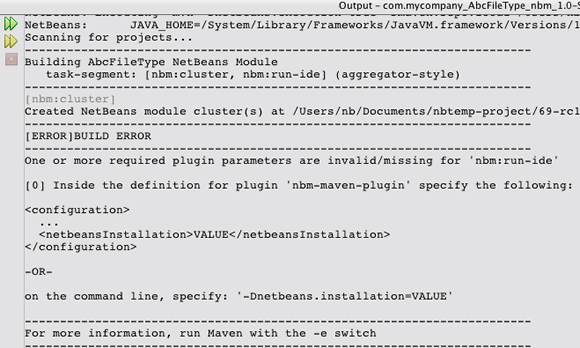 Output – com.mycompany_AbcFileType_nbm_1.0-S
NetBeans: JAVA_HOME=/System/Library/Frameworks/JavaVM.framework/Versions/1
Scanning for projects...
------------------------------------------------------------------------
Building AbcFileType NetBeans Module
task-segment: [nbm:cluster, nbm:run-ide] (aggregator-style)
------------------------------------------------------------------------
[nbm:cluster]
Created NetBeans module cluster(s) at /Users/nb/Documents/nbtemp-project/69-rc1
------------------------------------------------------------------------
[ERROR]BUILD ERROR
------------------------------------------------------------------------
One or more required plugin parameters are invalid/missing for 'nbm:run-ide'
[0] Inside the definition for plugin 'nbm-maven-plugin' specify the following:
<configuration>
...
<netbeansInstallation>VALUE</netbeansInstallation>
</configuration>
-OR-
on the command line, specify: '-Dnetbeans.installation=VALUE'
------------------------------------------------------------------------
For more information, run Maven with the -e switch
------------------------------------------------------------------------